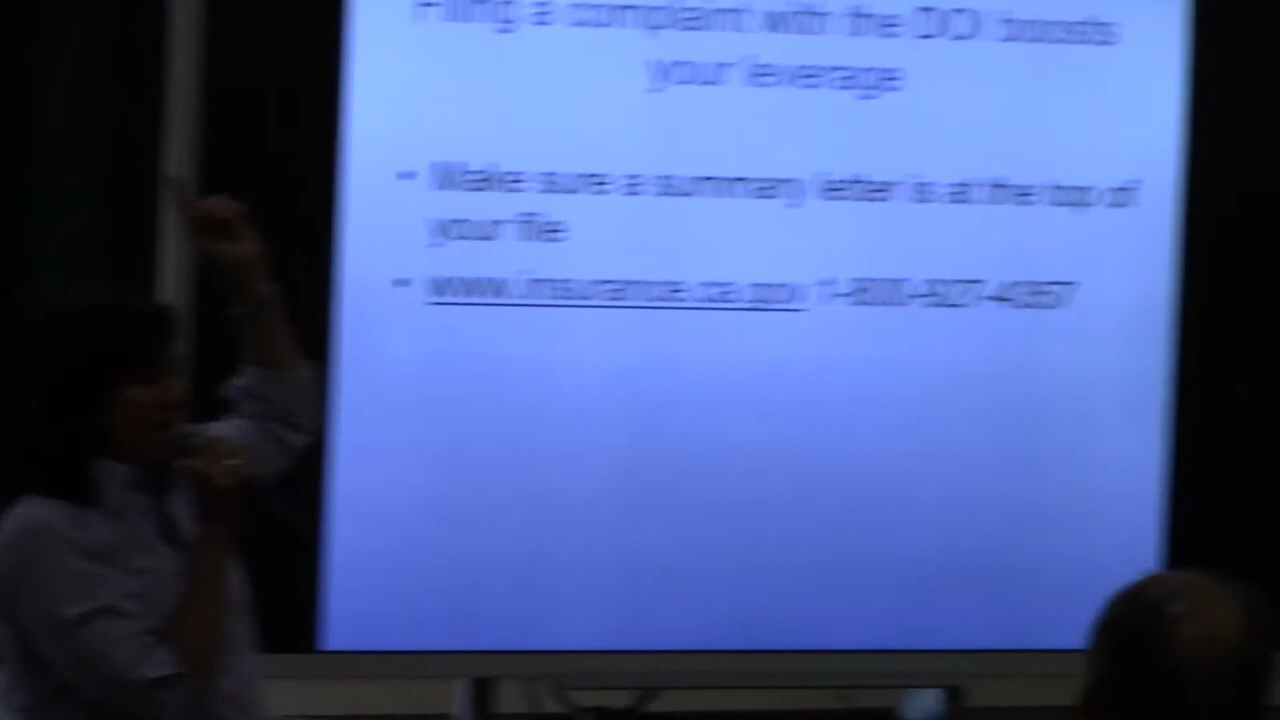 Filing a complaint with the DOI boosts
your leverage
- Make sure a summary letter is at the top of
your file
- www.insurance.ca.gov 1-800-927-4357